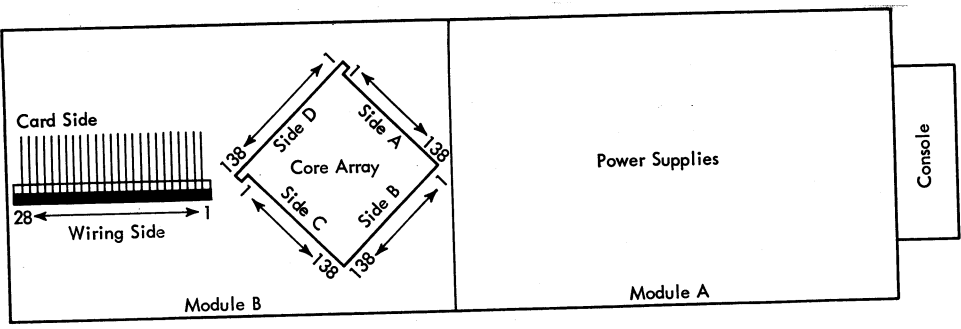 Card Side
28
1
Wiring Side
1
138
Side D
1
138
Side A
Core Array
1
138
Side C
1
138
Side B
Module B
Power Supplies
Module A
Console